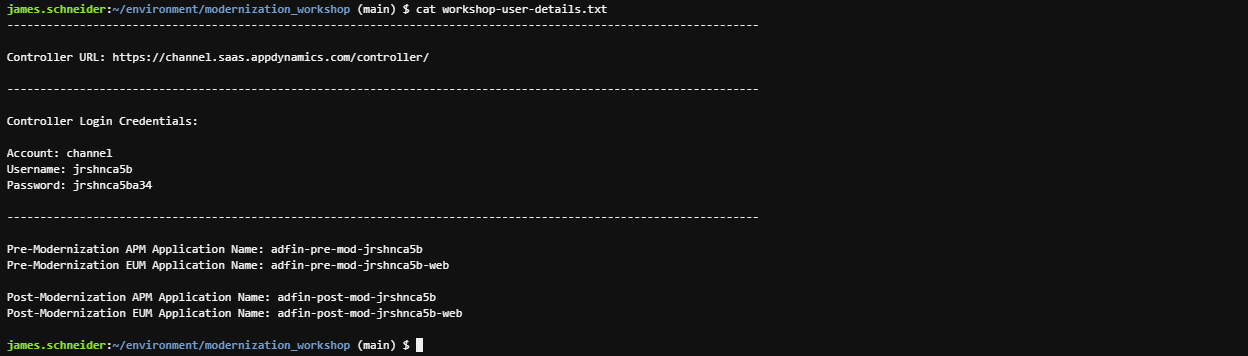 james.schneider:~/environment/modernization_workshop (main) $ cat workshop-user-details.txt
------------------------------------------------------------------------------------------------------------------
Controller URL: https://channel.saas.appdynamics.com/controller/
------------------------------------------------------------------------------------------------------------------
Controller Login Credentials:
Account: channel
Username: jrshnca5b
Password: jrshnca5ba34
------------------------------------------------------------------------------------------------------------------
Pre-Modernization APM Application Name: adfin-pre-mod-jrshnca5b
Pre-Modernization EUM Application Name: adfin-pre-mod-jrshnca5b-web
Post-Modernization APM Application Name: adfin-post-mod-jrshnca5b
Post-Modernization EUM Application Name: adfin-post-mod-jrshnca5b-web
james.schneider:~/environment/modernization_workshop (main) $